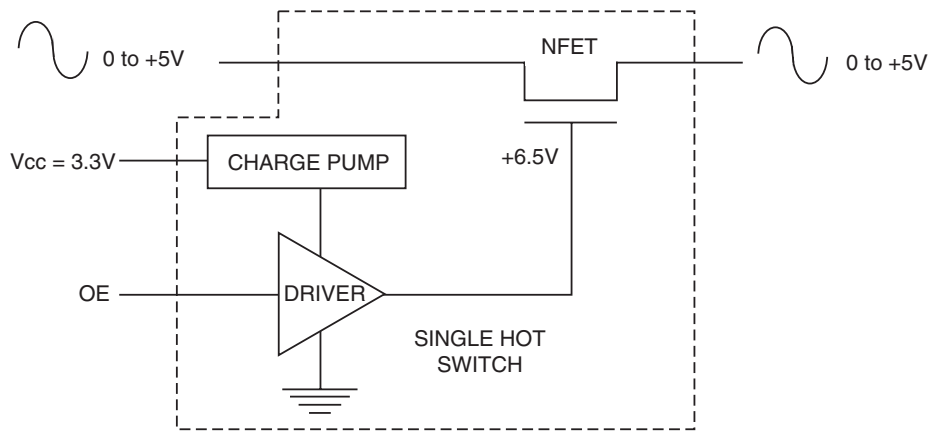 NFET
0 to +5V
0 to +5V
Vcc = 3.3V
CHARGE PUMP
+6.5V
OE
DRIVER
SINGLE HOT
SWITCH